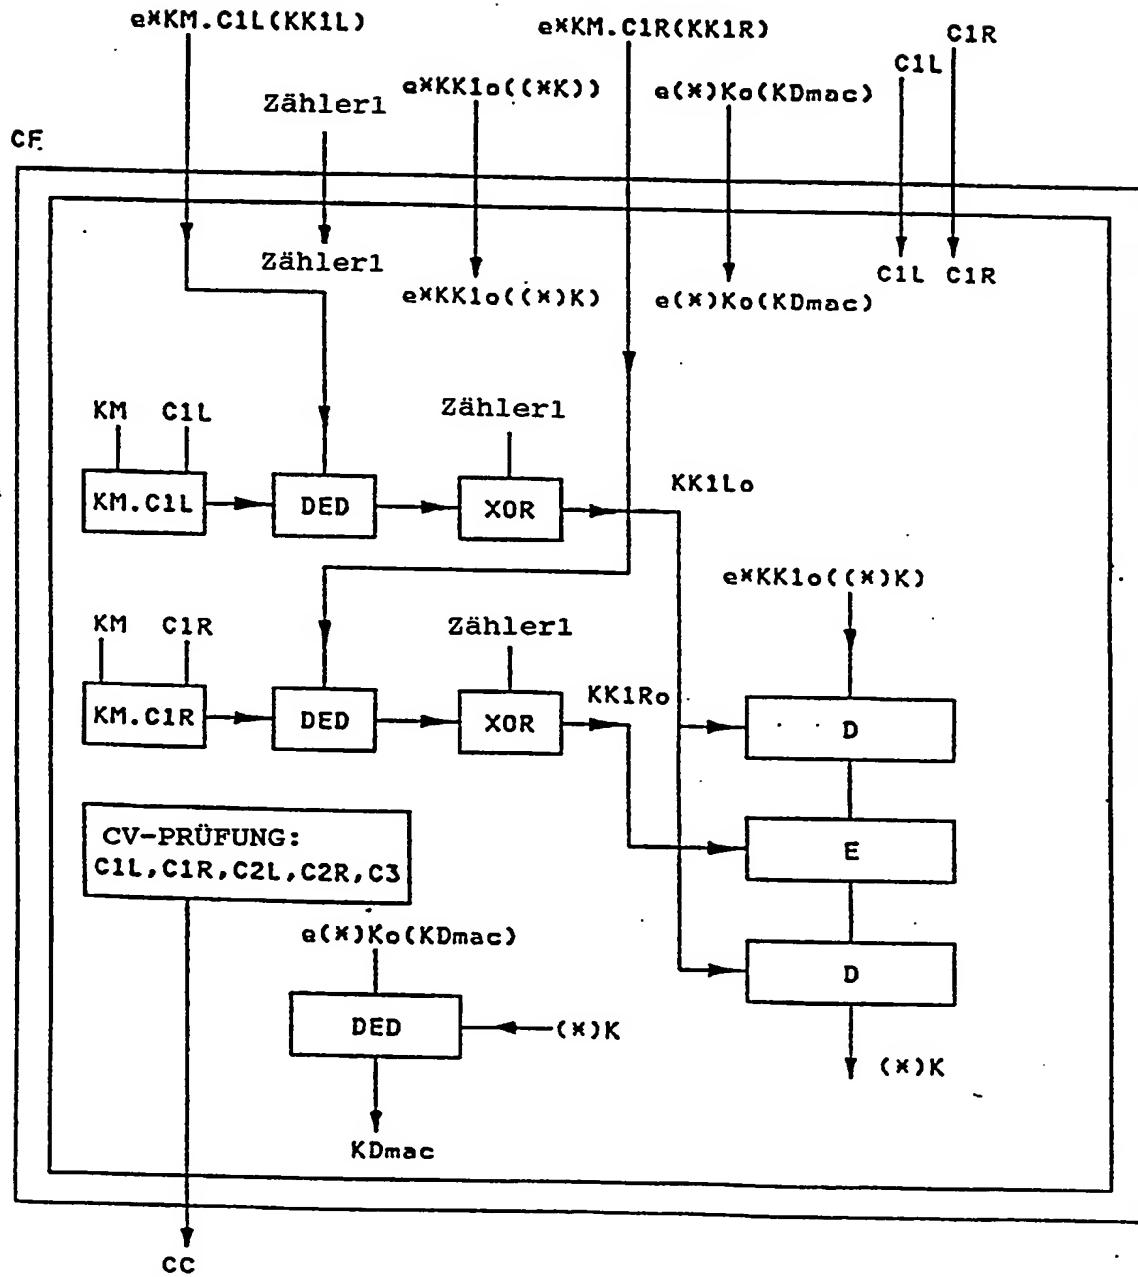 e*KM.C1L(KK1L)
e*KM.C1R(KK1R)
C1R
C1L
e*KK1o((*K))
e(*)Ko(KDmac)
Zähler1
CF.
Zähler1
C1L C1R
e*KK1o((*)K)
e(*)Ko(KDmac)
KM C1L
Zähler1
KK1Lo
KM.C1L
DED
XOR
e*KK1o((*)K)
KM C1R
Zähler1
KK1Ro
KM.C1R
DED
XOR
D
CV-PRÜFUNG:
C1L,C1R,C2L,C2R,C3
E
e(*)Ko(KDmac)
D
DED
(*)K
(*)K
KDmac
CC